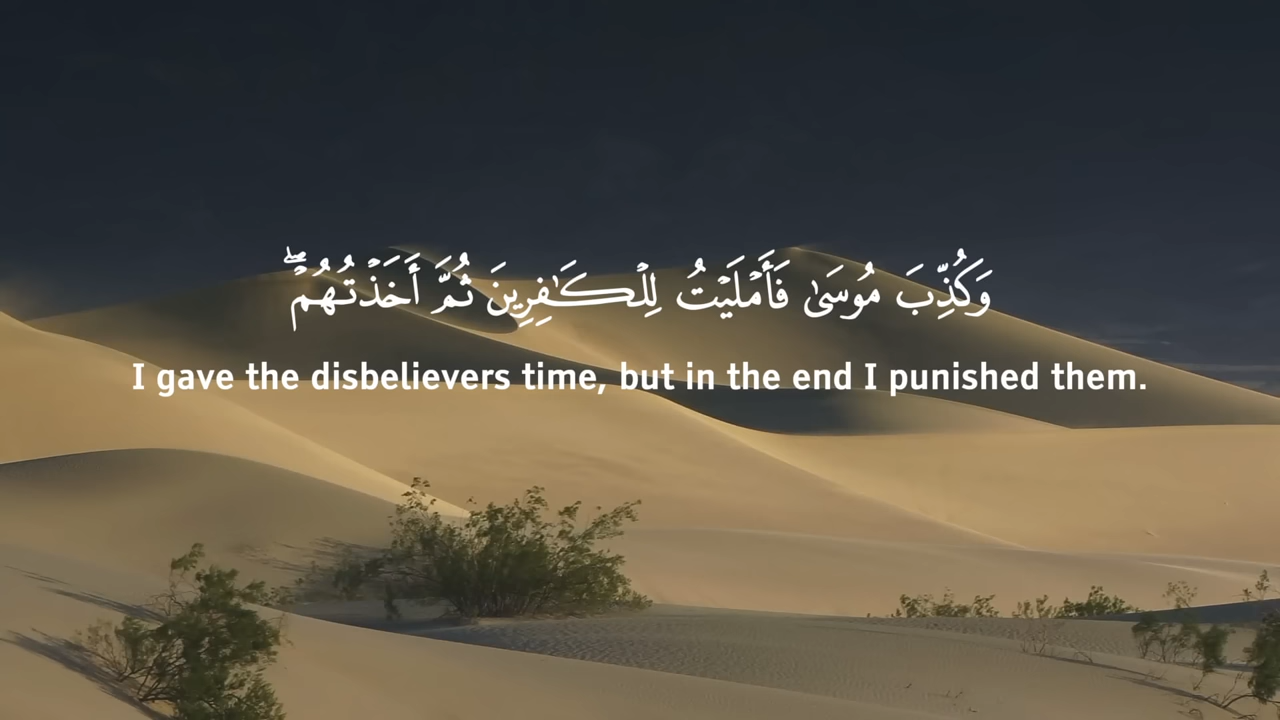 وَكُذِّبَ مُوسَىٰ فَأَمْلَيْتُ لِلْكَـٰفِرِينَ ثُمَّ أَخَذْتُهُمْ ۖ
I gave the disbelievers time, but in the end I punished them.